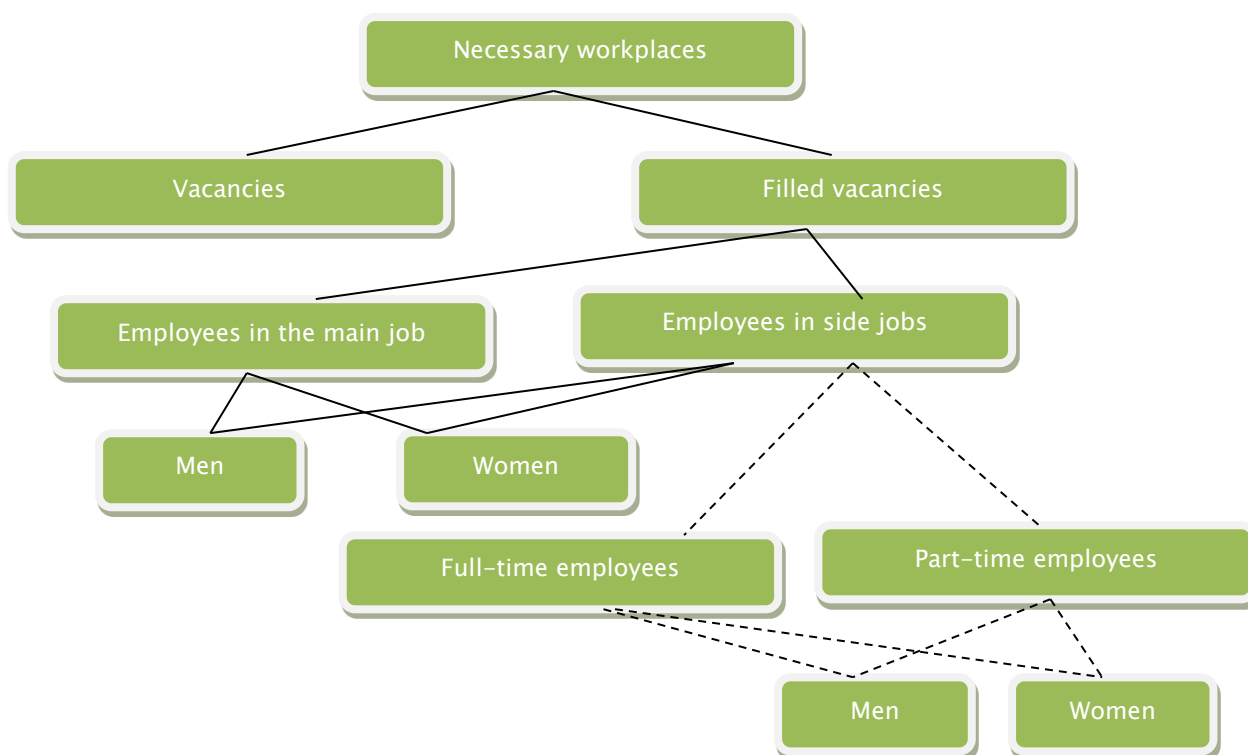 Necessary workplaces
Vacancies
Filled vacancies
Employees in the main job
Employees in side jobs
Men
Women
Full-time employees
Part-time employees
Men
Women